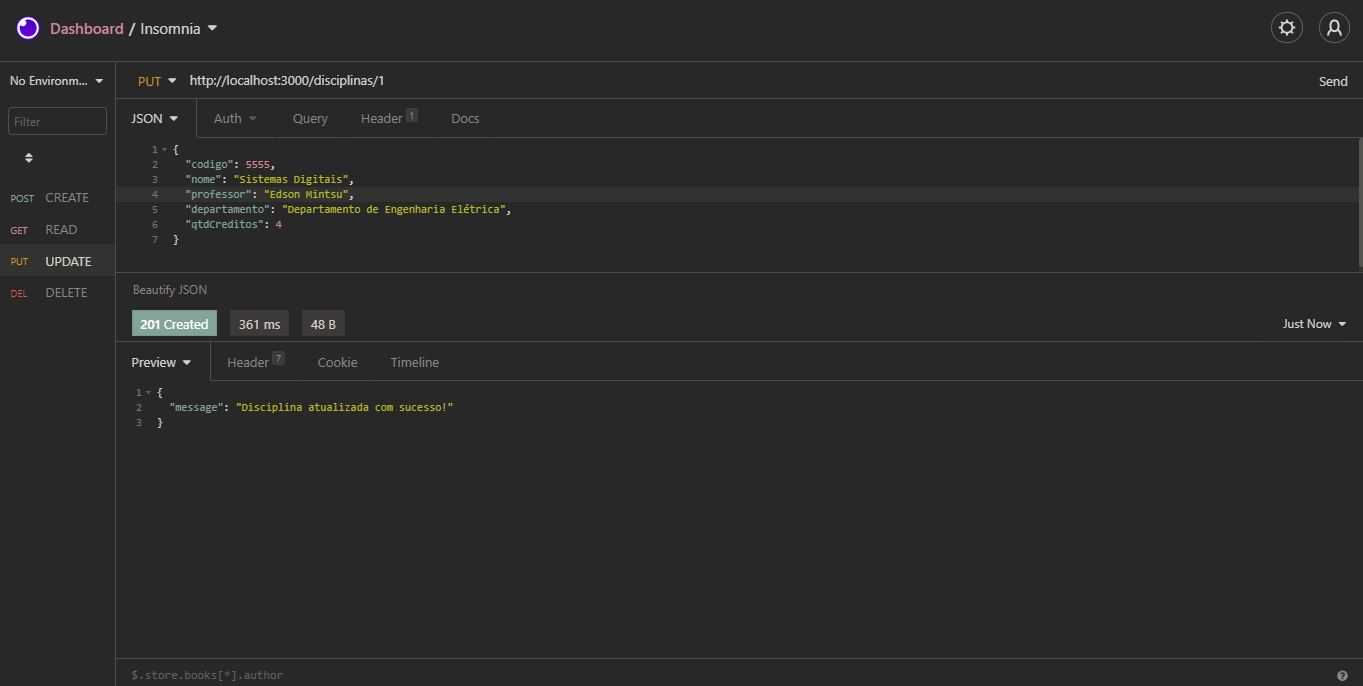 Dashboard / Insomnia
No Environm...
PUT http://localhost:3000/disciplinas/1 Send
Filter
JSON Auth Query Header 1 Docs
1 {
2 "codigo": 5555,
3 "nome": "Sistemas Digitais",
4 "professor": "Edson Mintsu",
5 "departamento": "Departamento de Engenharia Elétrica",
6 "qtdCreditos": 4
7 }
POST CREATE
GET READ
PUT UPDATE
DEL DELETE
Beautify JSON
201 Created 361 ms 48 B Just Now
Preview Header 7 Cookie Timeline
1 {
2 "message": "Disciplina atualizada com sucesso!"
3 }
$.store.books[*].author ?